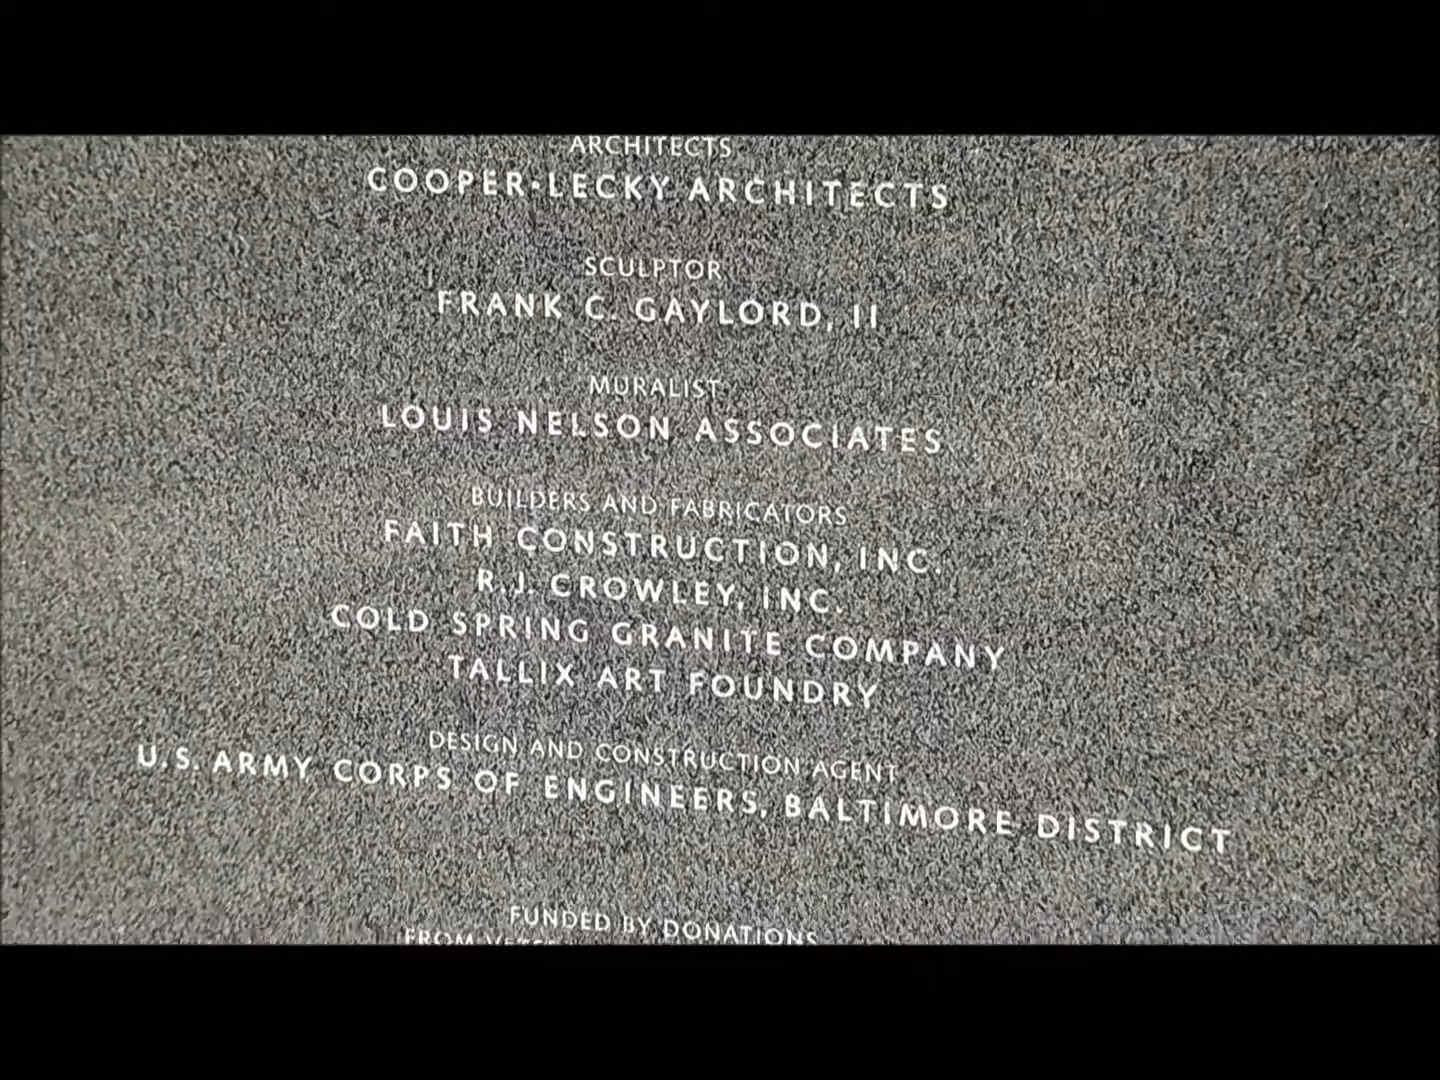 ARCHITECTS
COOPER·LECKY ARCHITECTS
SCULPTOR
FRANK C. GAYLORD, II
MURALIST
LOUIS NELSON ASSOCIATES
BUILDERS AND FABRICATORS
FAITH CONSTRUCTION, INC.
R.J. CROWLEY, INC.
COLD SPRING GRANITE COMPANY
TALLIX ART FOUNDRY
DESIGN AND CONSTRUCTION AGENT
U.S. ARMY CORPS OF ENGINEERS, BALTIMORE DISTRICT
FUNDED BY DONATIONS
FROM